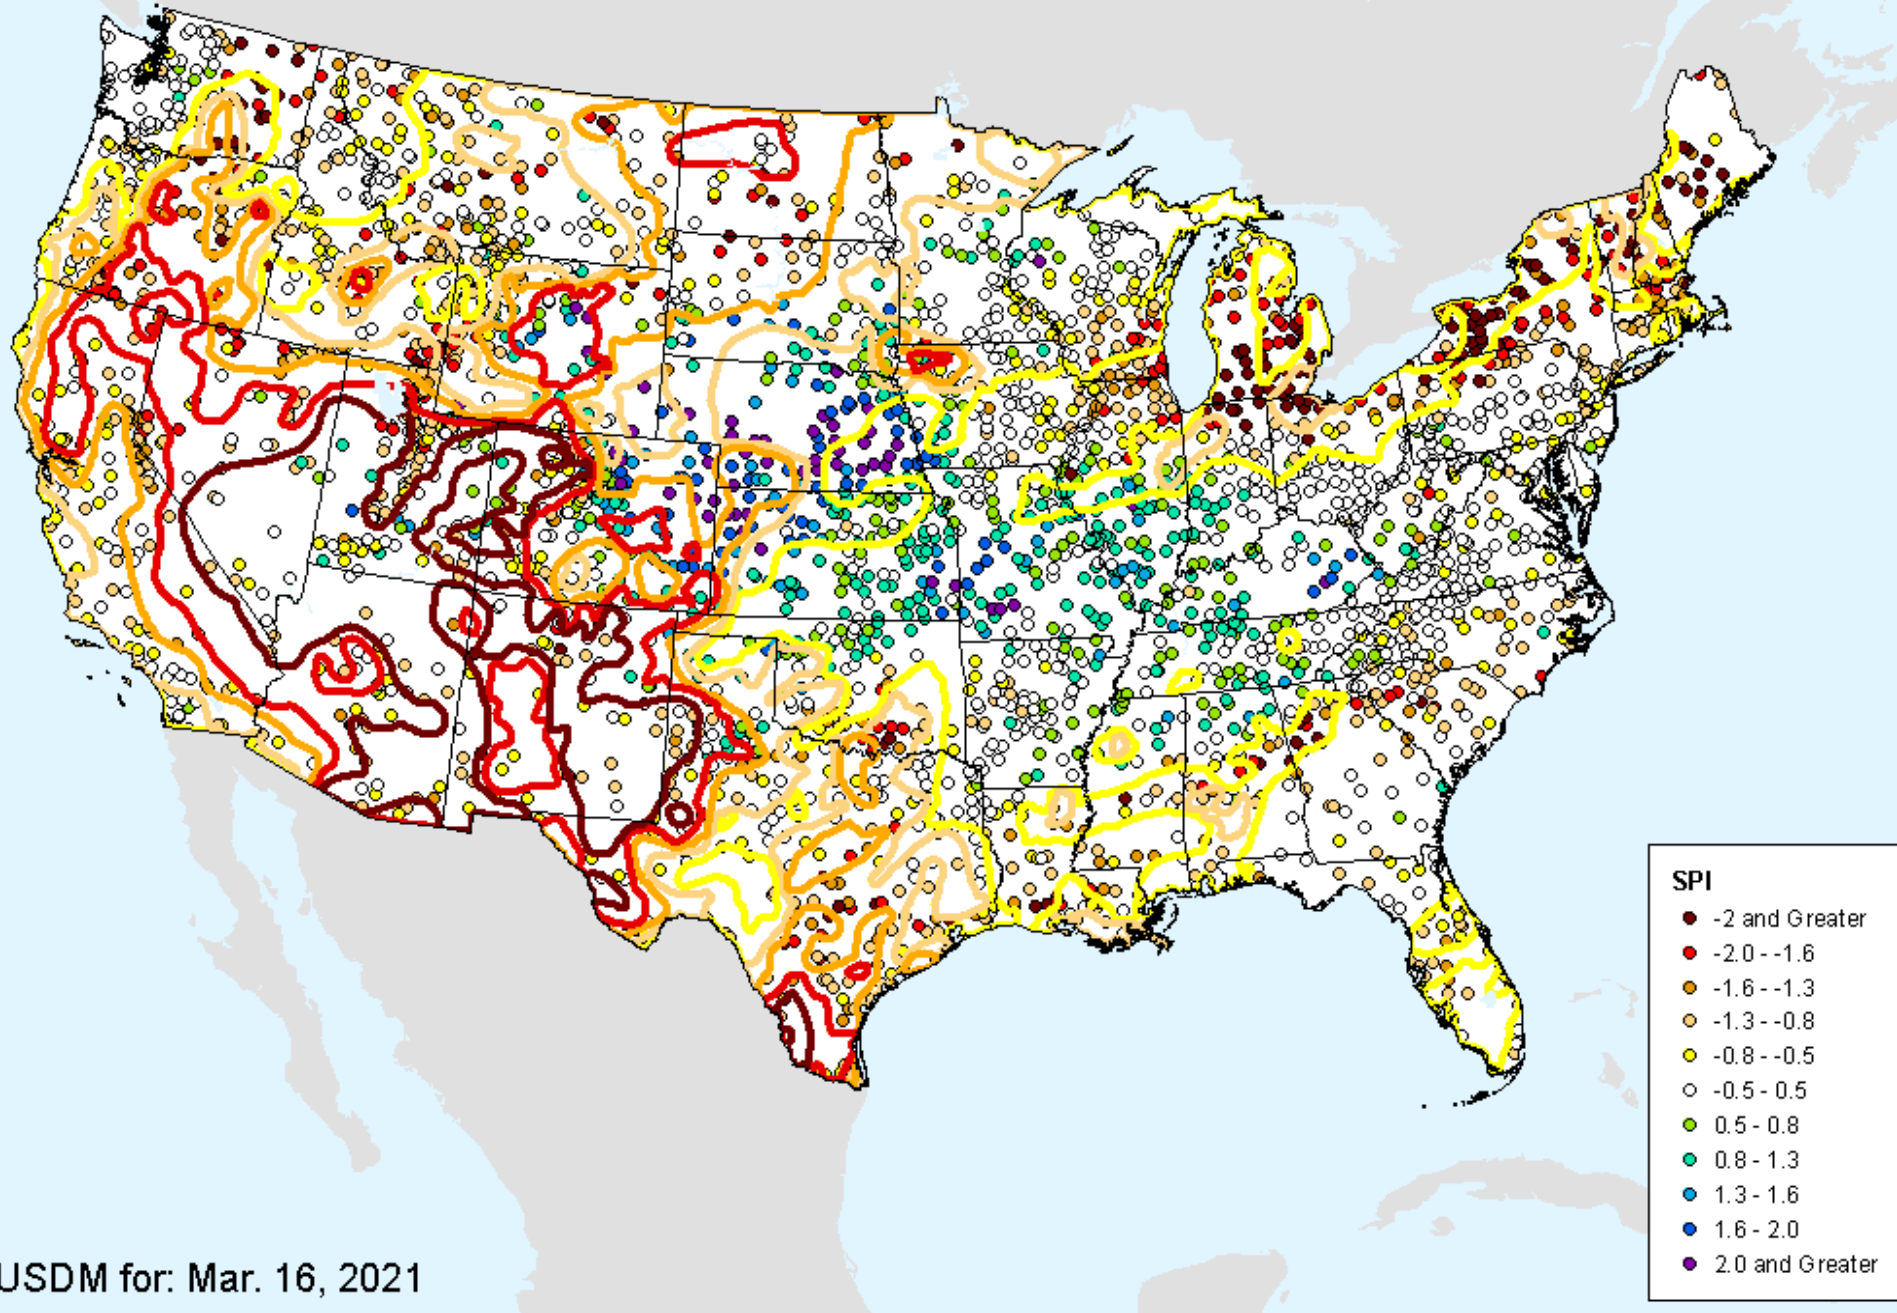 SPI
-2 and Greater
-2.0 - -1.6
-1.6 - -1.3
-1.3 - -0.8
-0.8 - -0.5
-0.5 - 0.5
0.5 - 0.8
0.8 - 1.3
1.3 - 1.6
1.6 - 2.0
2.0 and Greater
USDM for: Mar. 16, 2021